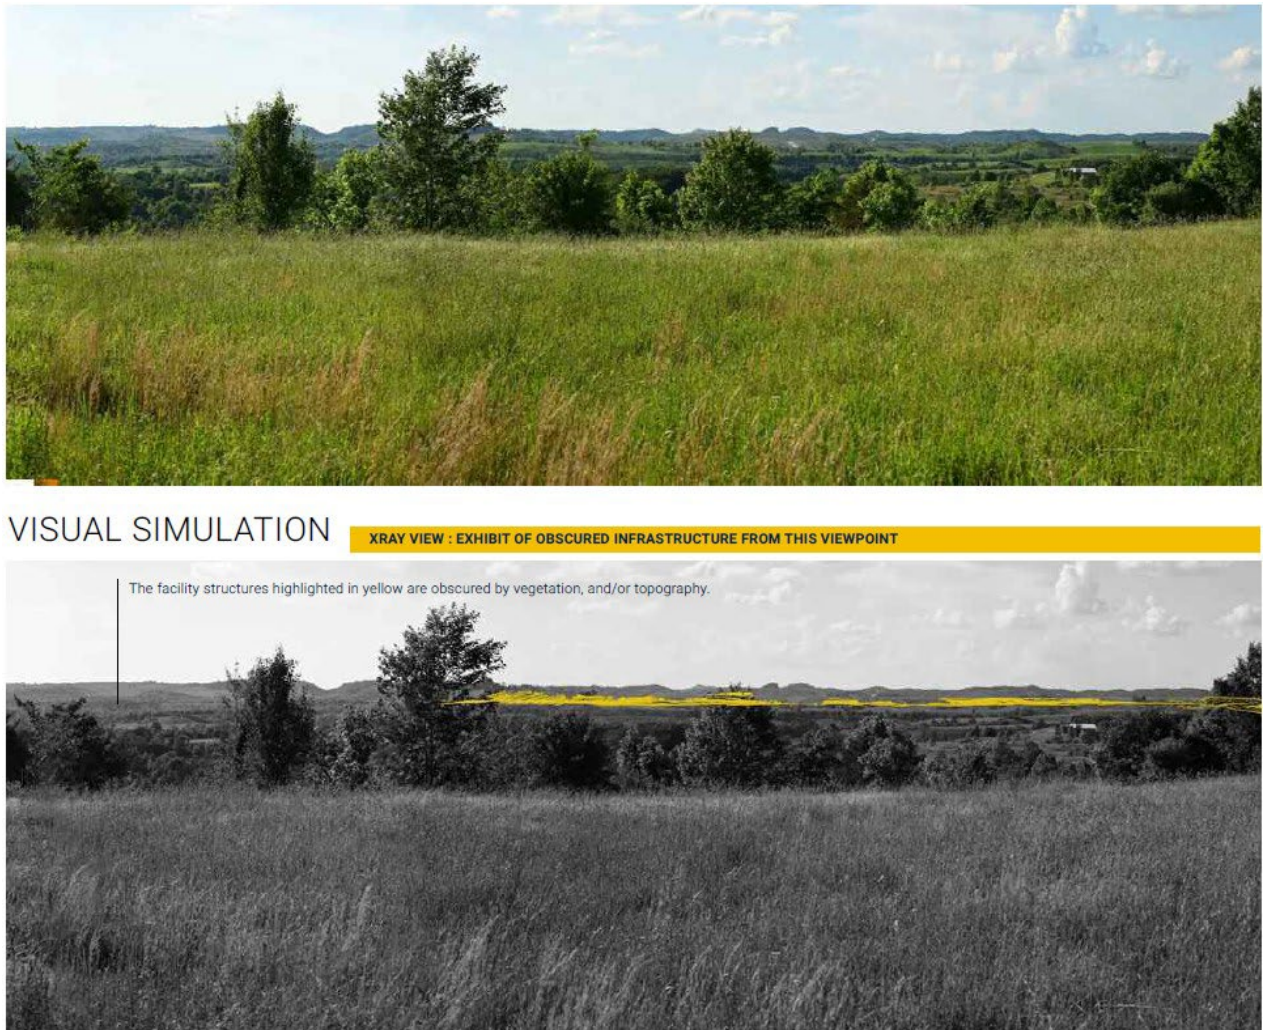 VISUAL SIMULATION
XRAY VIEW : EXHIBIT OF OBSCURED INFRASTRUCTURE FROM THIS VIEWPOINT
The facility structures highlighted in yellow are obscured by vegetation, and/or topography.